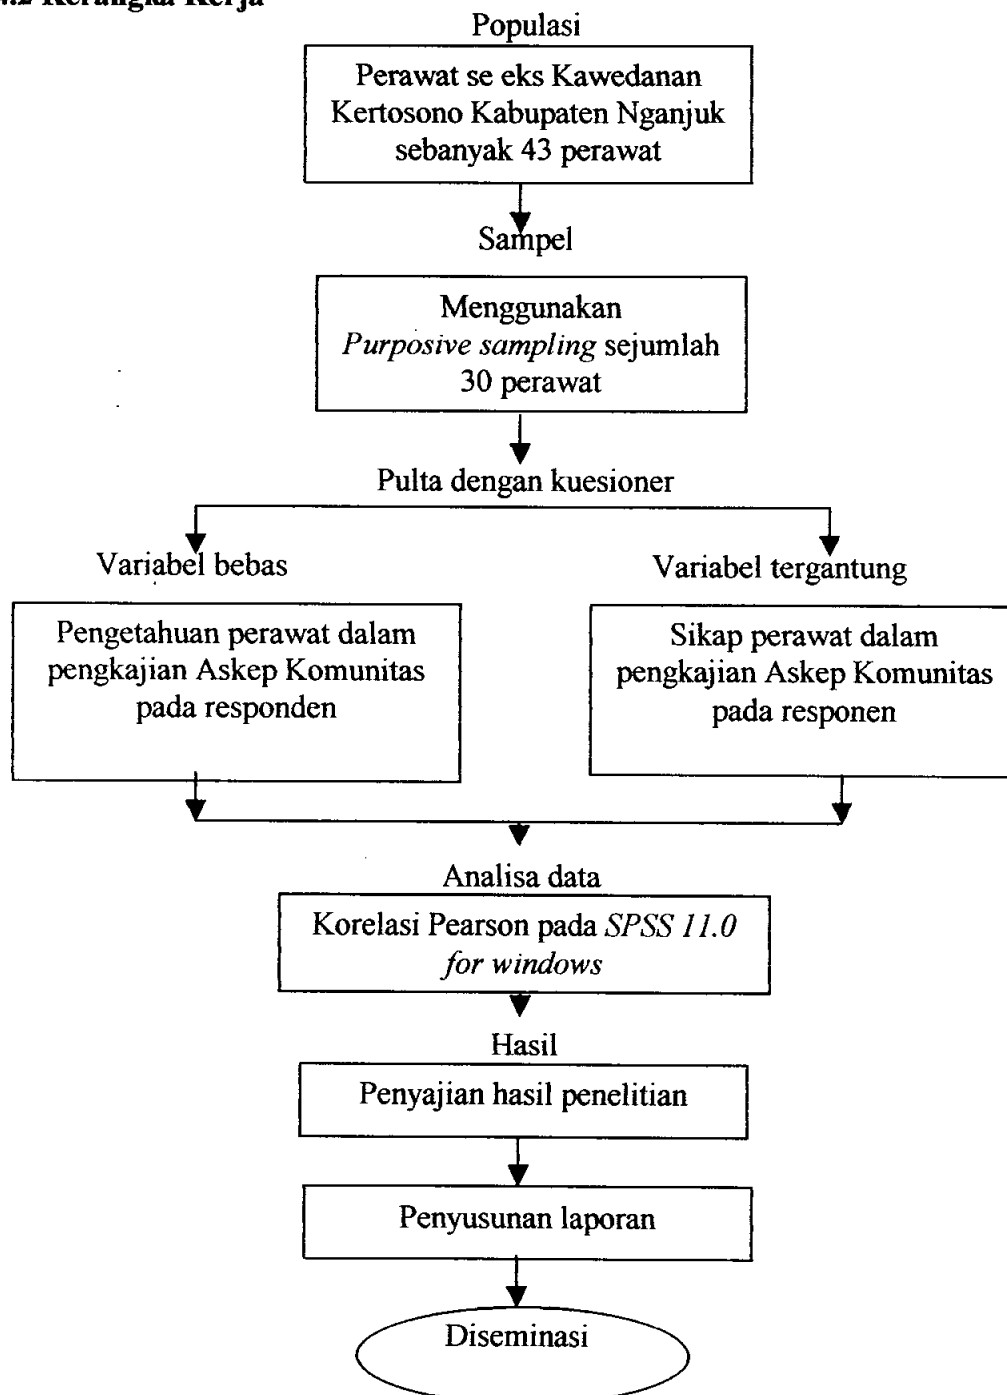 Kerangka Kerja
Populasi
Perawat se eks Kawedanan
Kertosono Kabupaten Nganjuk
sebanyak 43 perawat
Sampel
Menggunakan
Purposive sampling sejumlah
30 perawat
Pulta dengan kuesioner
Variabel bebas
Pengetahuan perawat dalam
pengkajian Askep Komunitas
pada responden
Variabel tergantung
Sikap perawat dalam
pengkajian Askep Komunitas
pada responen
Analisa data
Korelasi Pearson pada SPSS 11.0
for windows
Hasil
Penyajian hasil penelitian
Penyusunan laporan
Diseminasi